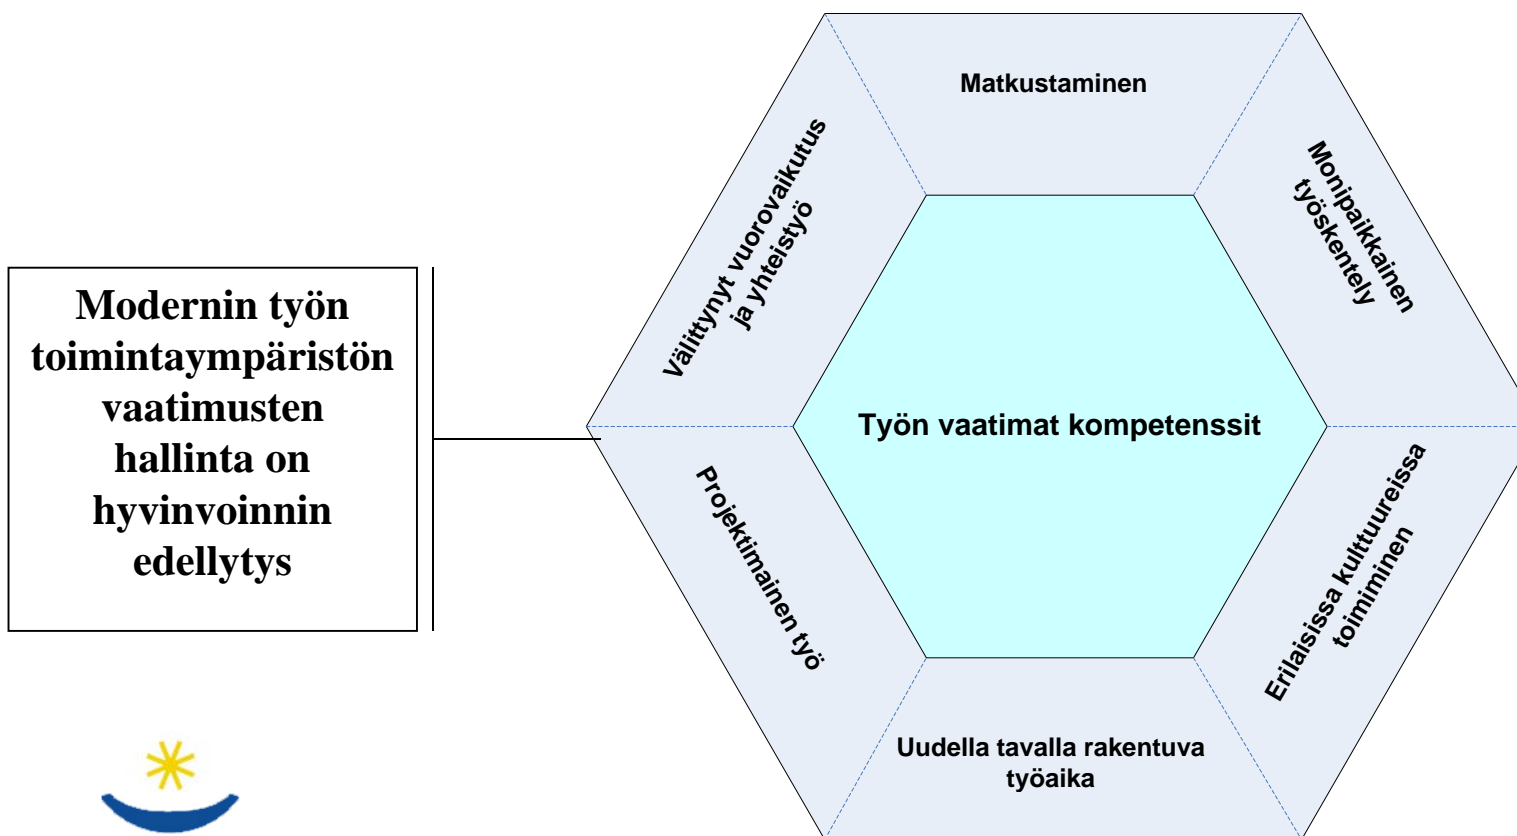 Modernin työn
toimintaympäristön
vaatimusten
hallinta on
hyvinvoinnin
edellytys
Matkustaminen
Välittynyt vuorovaikutus
ja yhteistyö
Monipaikkainen
työskentely
Työn vaatimat kompetenssit
Projektimainen työ
Erilaisissa kulttuureissa
toimiminen
Uudella tavalla rakentuva
työaika